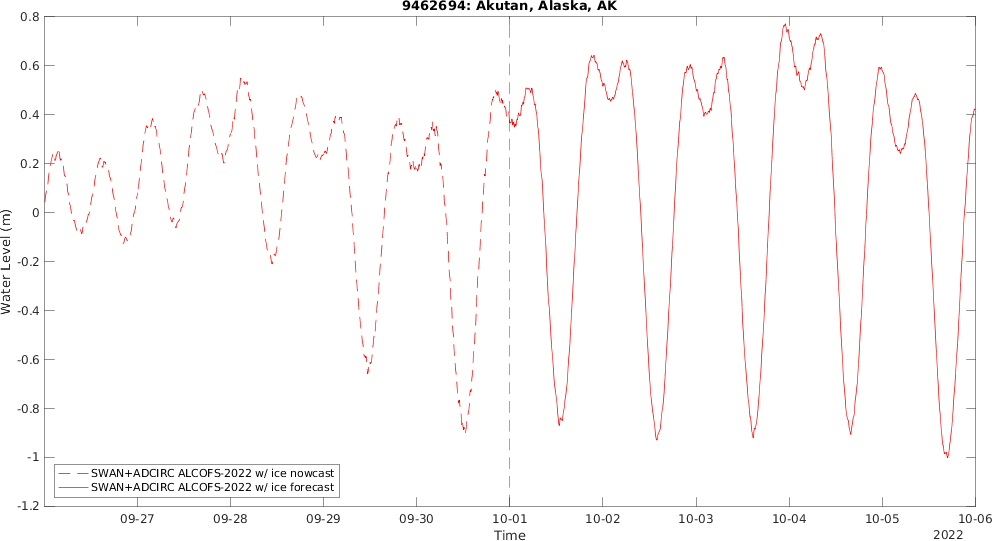 9462694: Akutan, Alaska, AK
0.8
0.6
0.4
0.2
0
-0.2
-0.4
-0.6
-0.8
-1
-1.2
Water Level (m)
SWAN+ADCIRC ALCOFS-2022 w/ ice nowcast
SWAN+ADCIRC ALCOFS-2022 w/ ice forecast
09-27 09-28 09-29 09-30 10-01 10-02 10-03 10-04 10-05 10-06
Time
2022